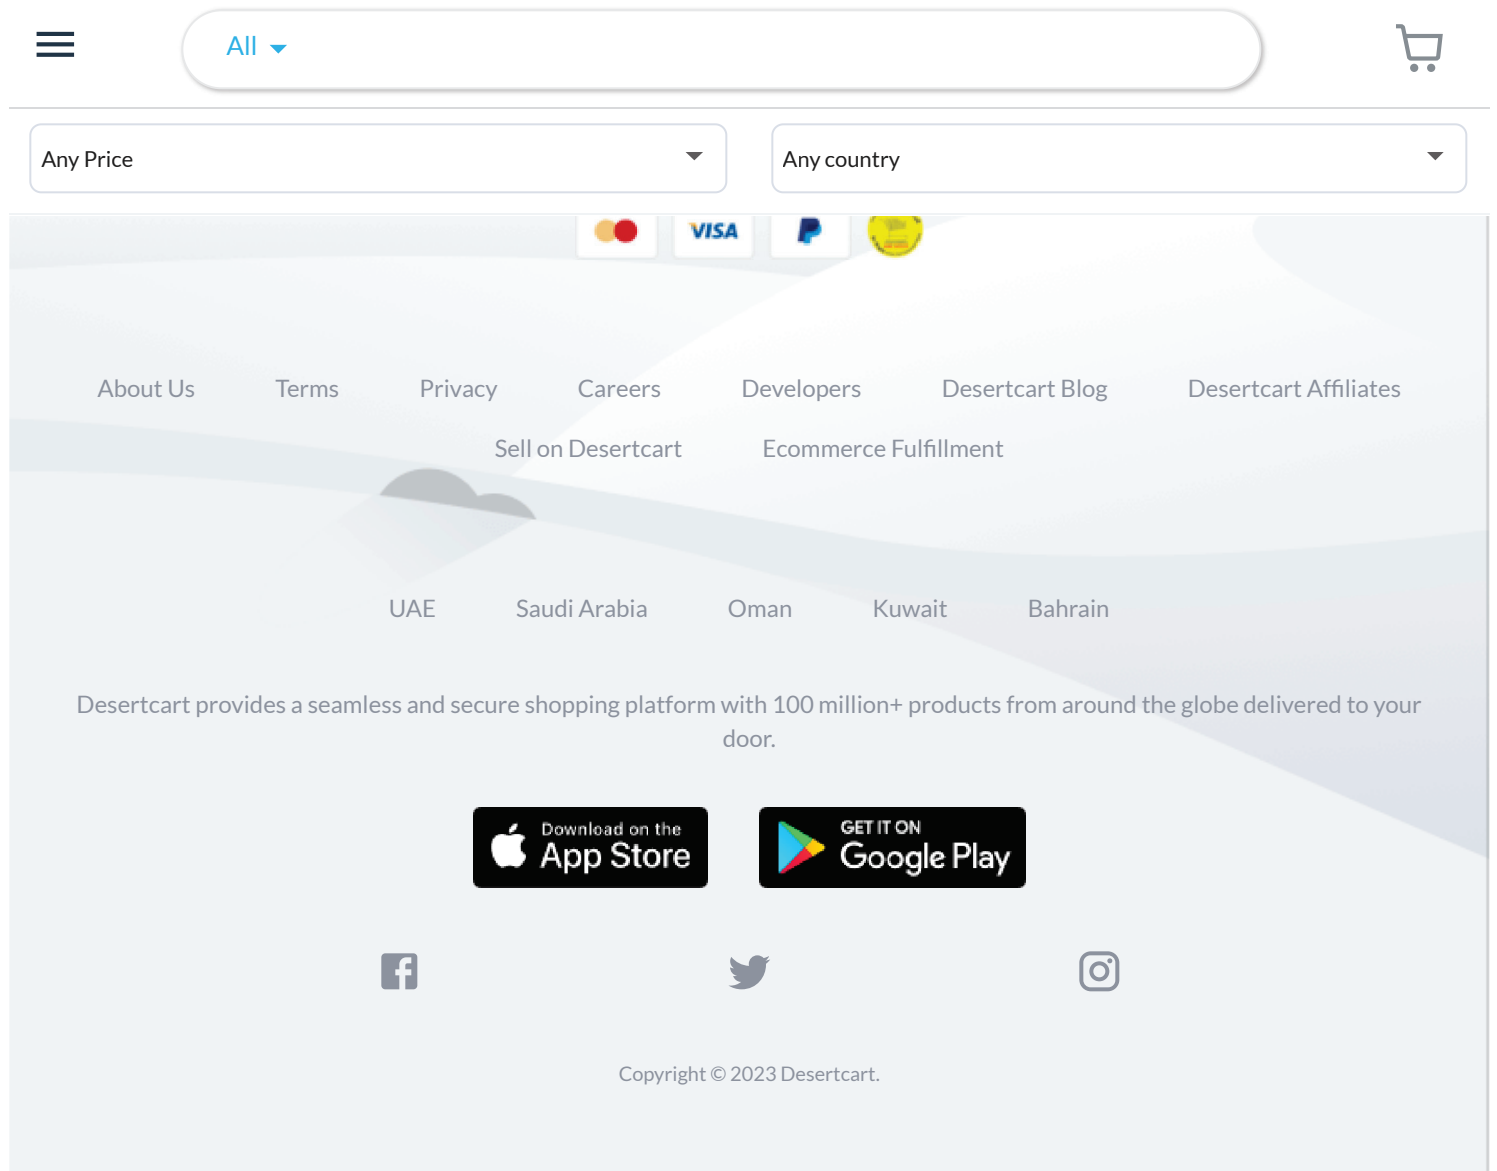 All
Any Price
Any country
VISA
About Us Terms Privacy Careers Developers Desertcart Blog Desertcart Affiliates
Sell on Desertcart Ecommerce Fulfillment
UAE Saudi Arabia Oman Kuwait Bahrain
Desertcart provides a seamless and secure shopping platform with 100 million+ products from around the globe delivered to your
door.
Download on the
App Store
GET IT ON
Google Play
Copyright © 2023 Desertcart.